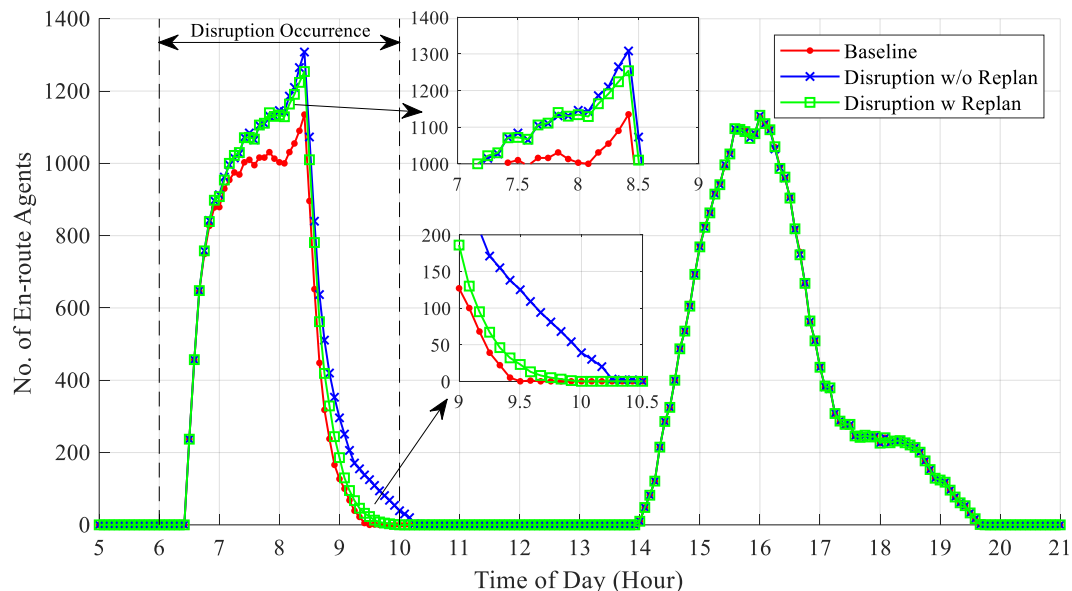 Disruption Occurrence
Baseline
Disruption w/o Replan
Disruption w Replan
No. of En-route Agents
1400
1200
1000
800
600
400
200
0
5 6 7 8 9 10 11 12 13 14 15 16 17 18 19 20 21
Time of Day (Hour)
1400
1300
1200
1100
1000
7 7.5 8 8.5 9
200
150
100
50
0
9 9.5 10 10.5